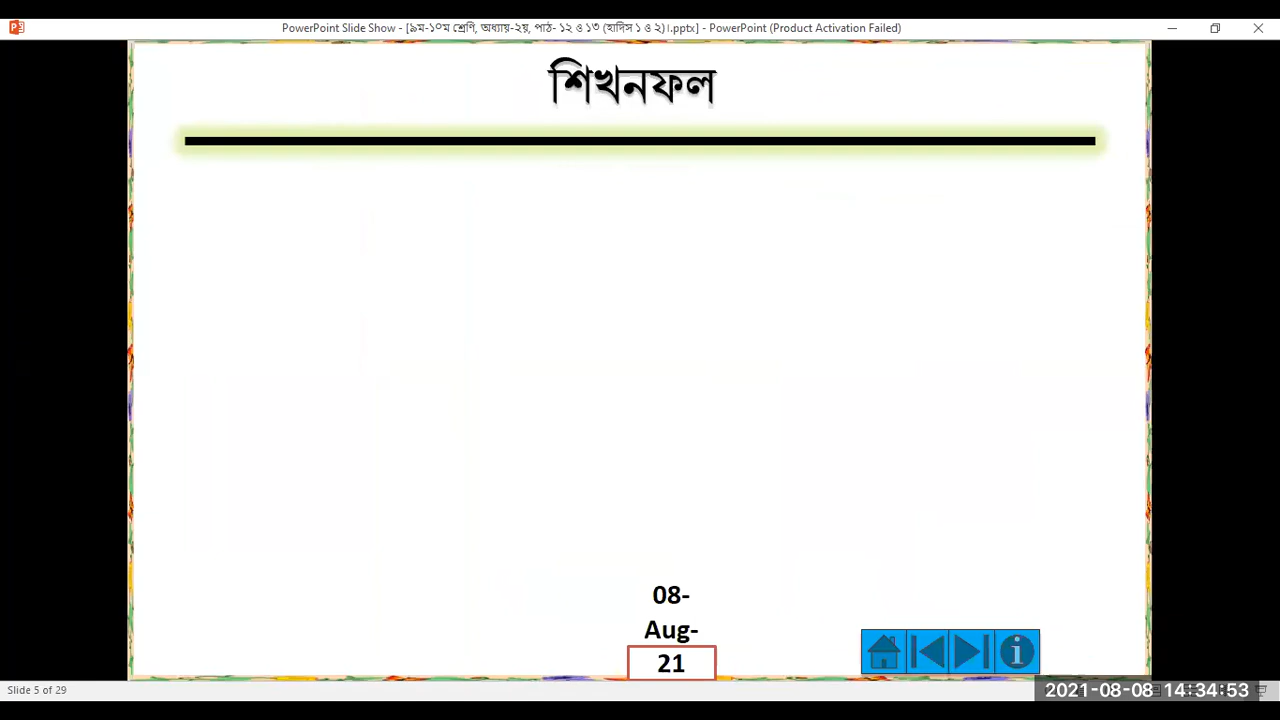 PowerPoint Slide Show - [৯ম-১০ম শ্রেণি, অধ্যায়-২য়, পাঠ- ১২ ও ১৩ (হাদিস ১ ও ২)।.pptx] - PowerPoint (Product Activation Failed)
শিখনফল
08-
Aug-
21
Slide 5 of 29
2021-08-08 14:34:53